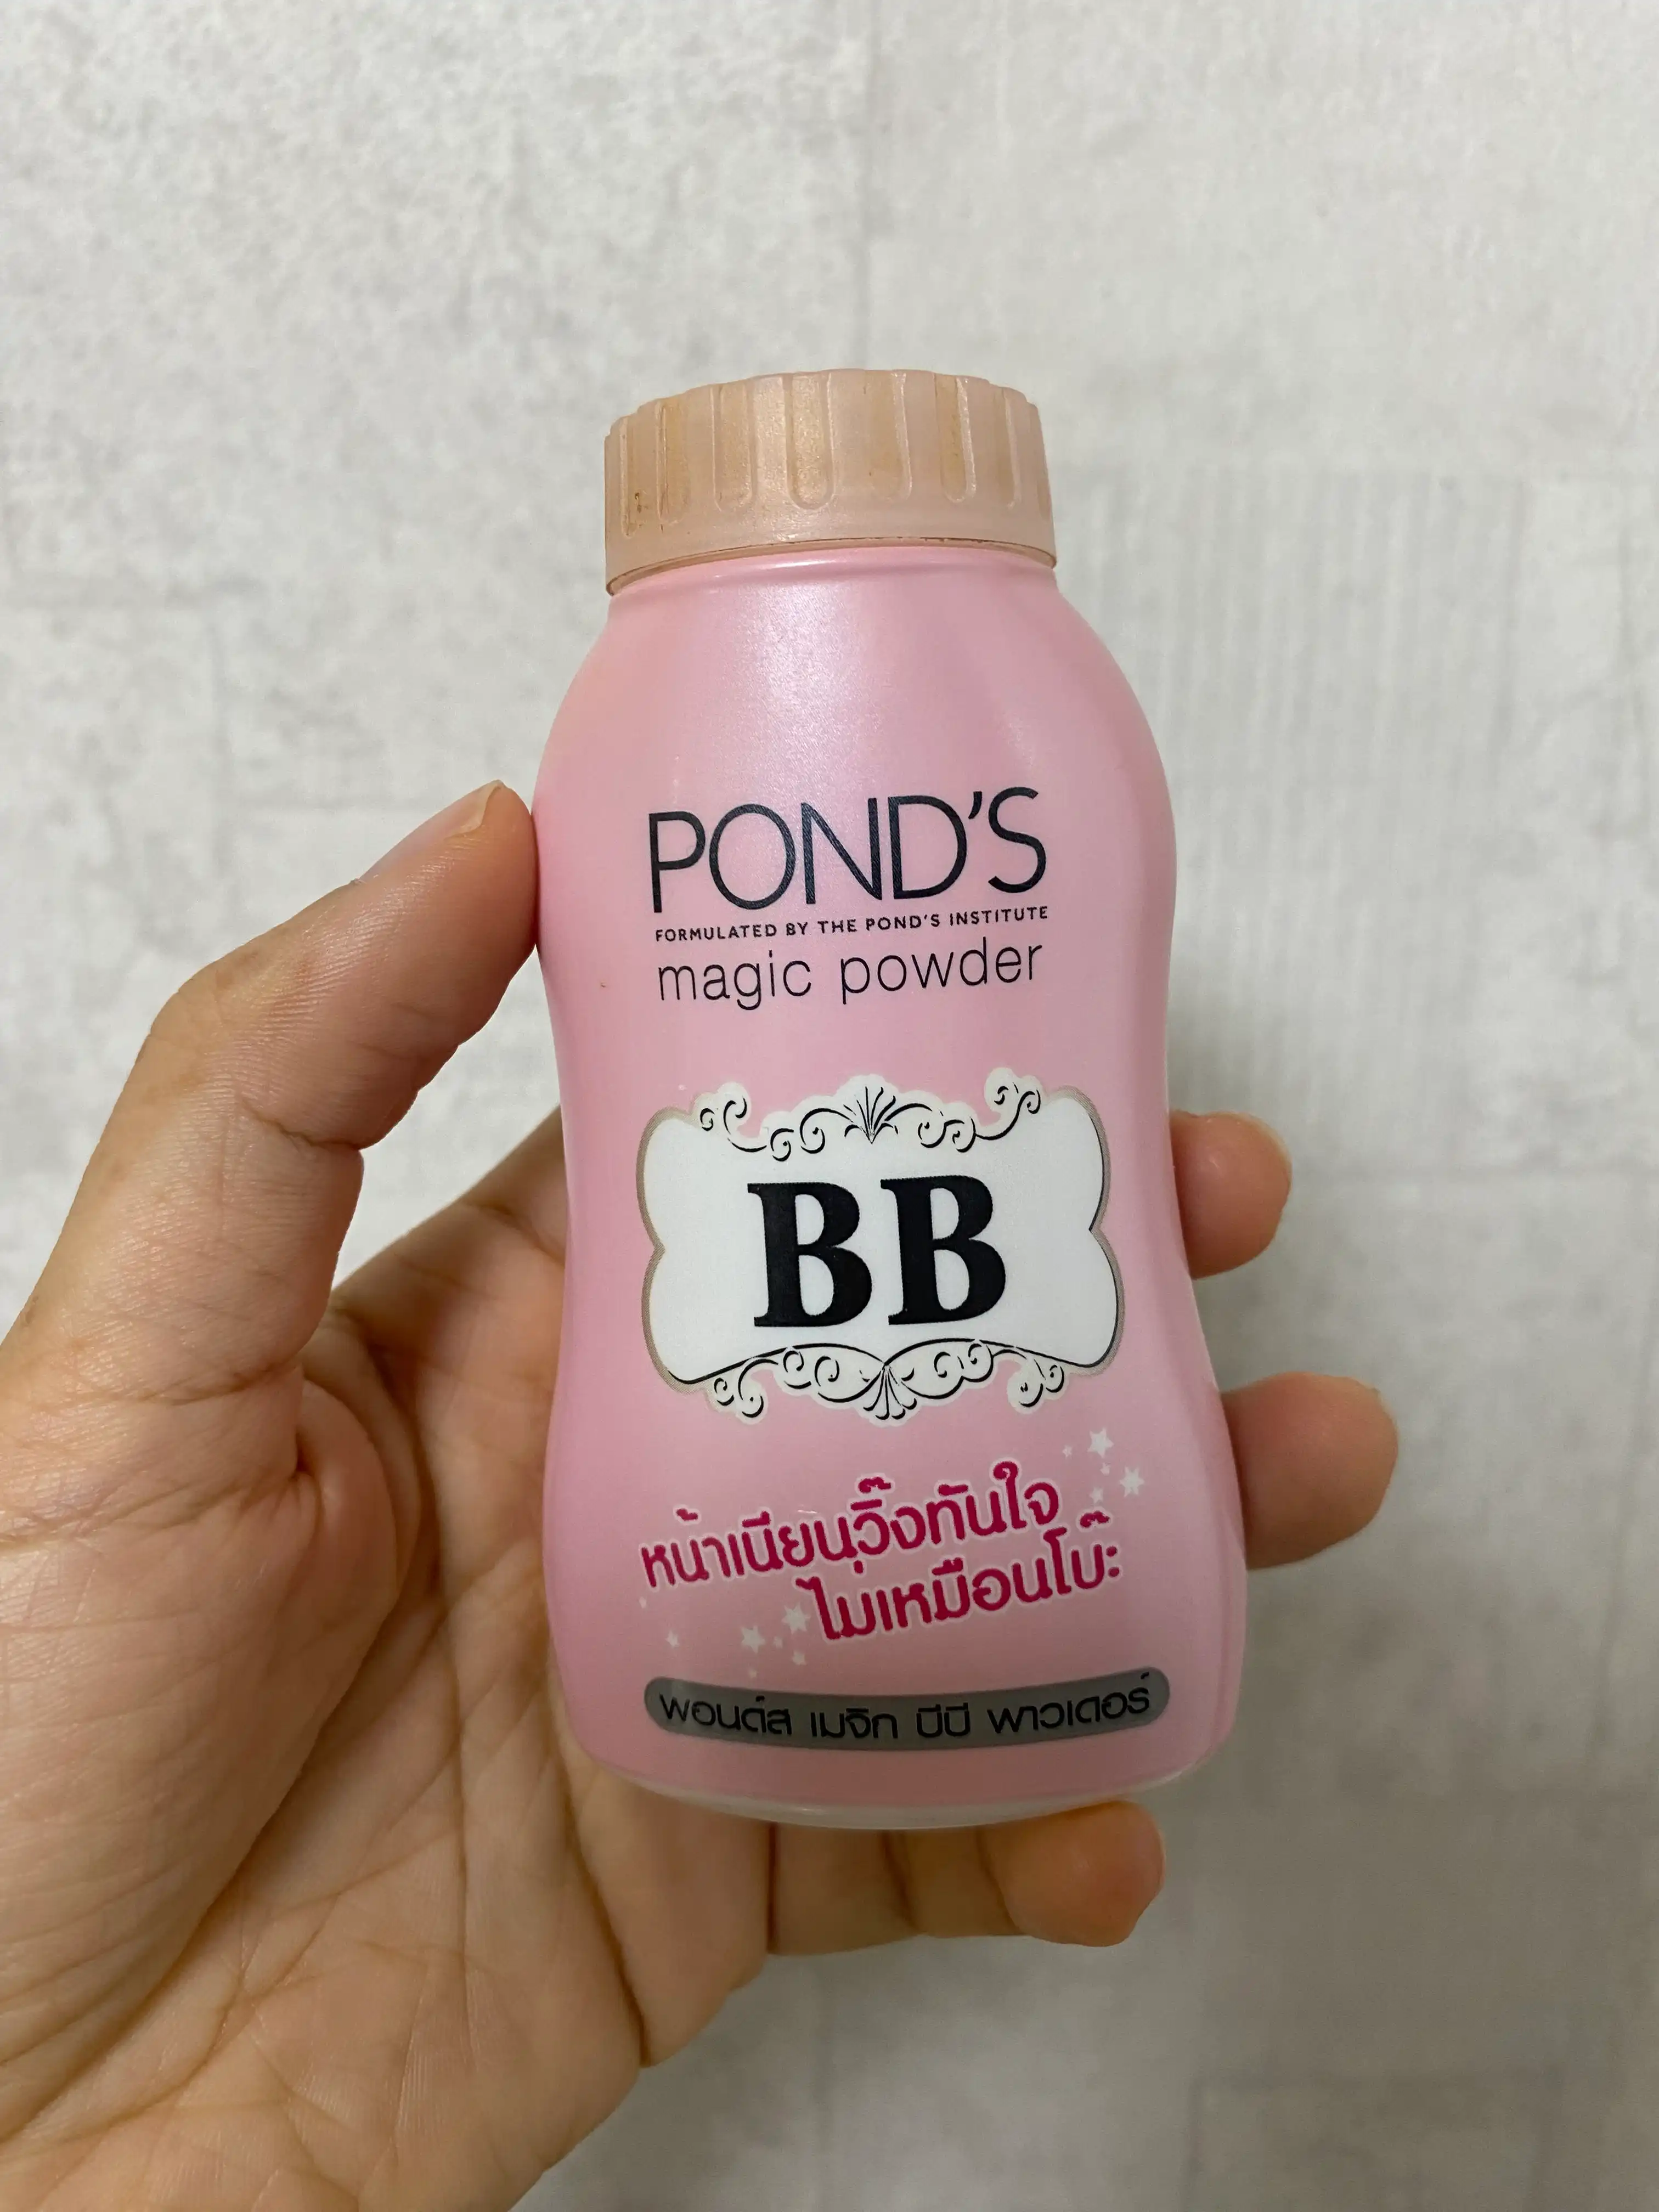 POND'S
FORMULATED BY THE POND'S INSTITUTE
magic powder
BB
หน้าเนียนวิ๊งทันใจ
ไม่เหมือนโบ๊ะ
พอนด์ส เมจิก บีบี พาวเดอร์